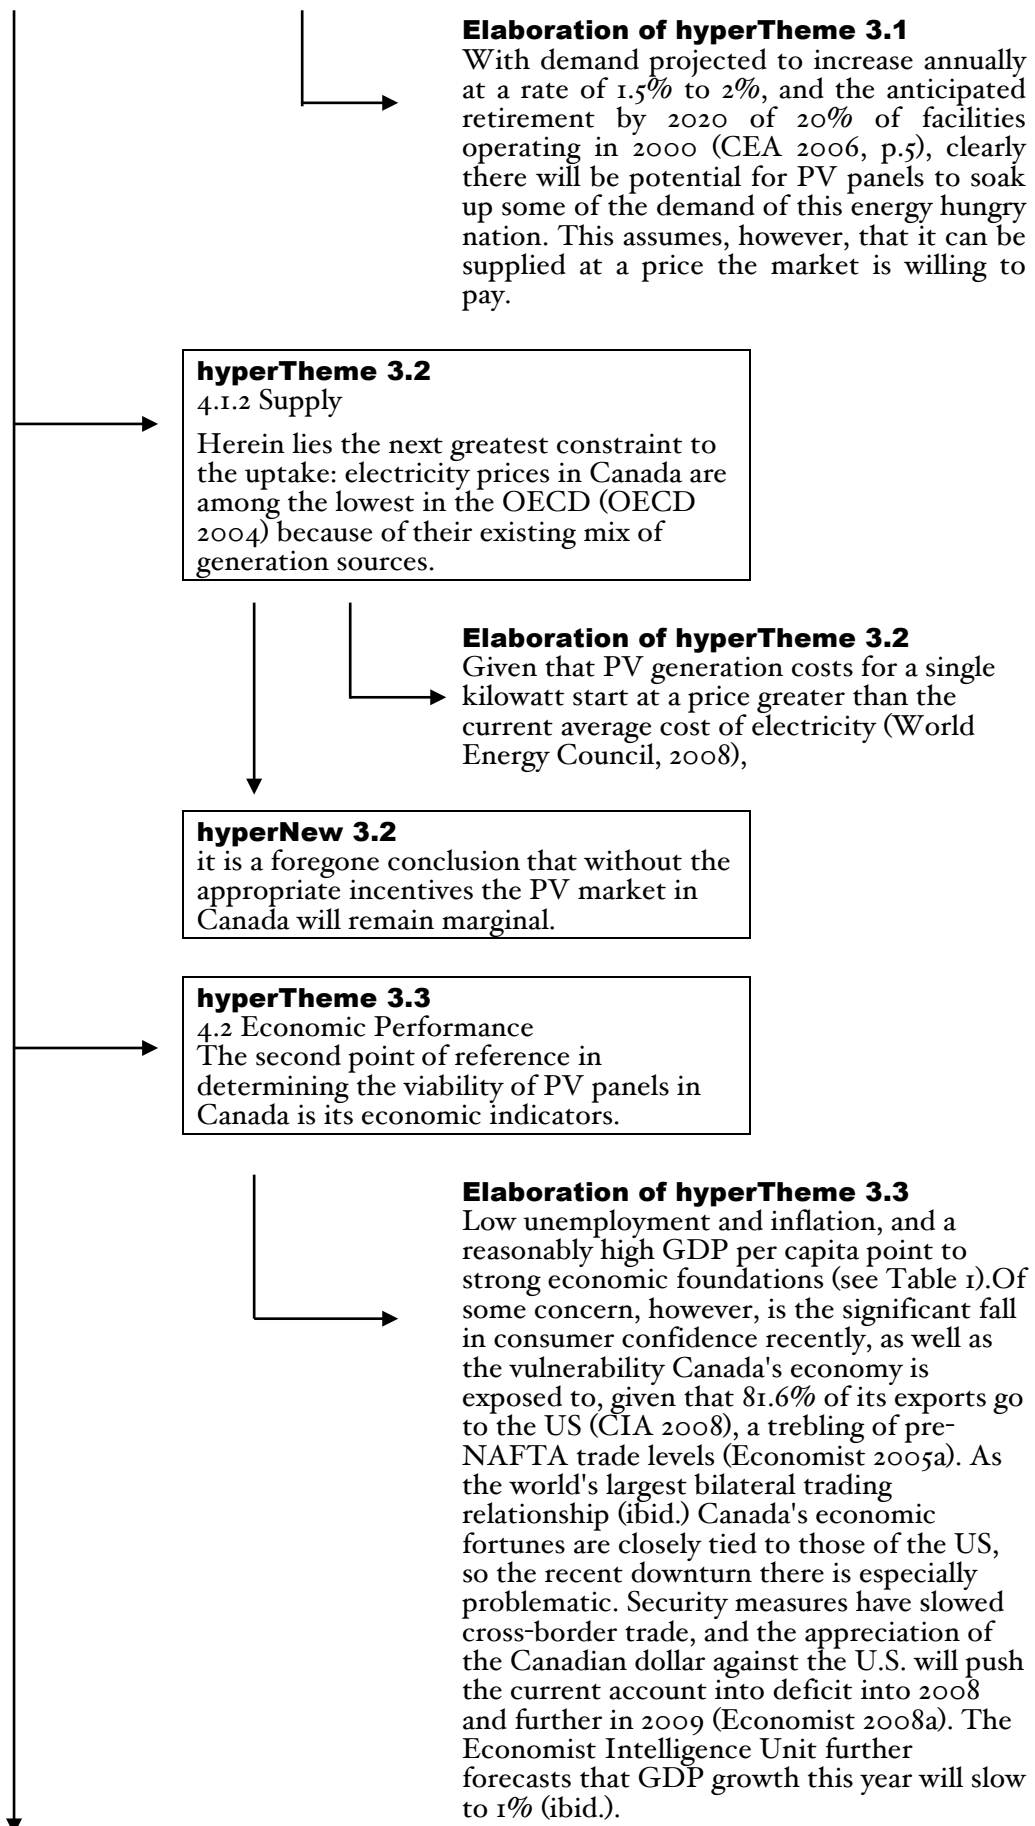 Elaboration of hyperTheme 3.1
With demand projected to increase annually
at a rate of 1.5% to 2%, and the anticipated
retirement by 2020 of 20% of facilities
operating in 2000 (CEA 2006, p.5), clearly
there will be potential for PV panels to soak
up some of the demand of this energy hungry
nation. This assumes, however, that it can be
supplied at a price the market is willing to
pay.
hyperTheme 3.2
4.1.2 Supply
Herein lies the next greatest constraint to
the uptake: electricity prices in Canada are
among the lowest in the OECD (OECD
2004) because of their existing mix of
generation sources.
Elaboration of hyperTheme 3.2
Given that PV generation costs for a single
kilowatt start at a price greater than the
current average cost of electricity (World
Energy Council, 2008),
hyperNew 3.2
it is a foregone conclusion that without the
appropriate incentives the PV market in
Canada will remain marginal.
hyperTheme 3.3
4.2 Economic Performance
The second point of reference in
determining the viability of PV panels in
Canada is its economic indicators.
Elaboration of hyperTheme 3.3
Low unemployment and inflation, and a
reasonably high GDP per capita point to
strong economic foundations (see Table 1).Of
some concern, however, is the significant fall
in consumer confidence recently, as well as
the vulnerability Canada's economy is
exposed to, given that 81.6% of its exports go
to the US (CIA 2008), a trebling of pre-
NAFTA trade levels (Economist 2005a). As
the world's largest bilateral trading
relationship (ibid.) Canada's economic
fortunes are closely tied to those of the US,
so the recent downturn there is especially
problematic. Security measures have slowed
cross-border trade, and the appreciation of
the Canadian dollar against the U.S. will push
the current account into deficit into 2008
and further in 2009 (Economist 2008a). The
Economist Intelligence Unit further
forecasts that GDP growth this year will slow
to 1% (ibid.).